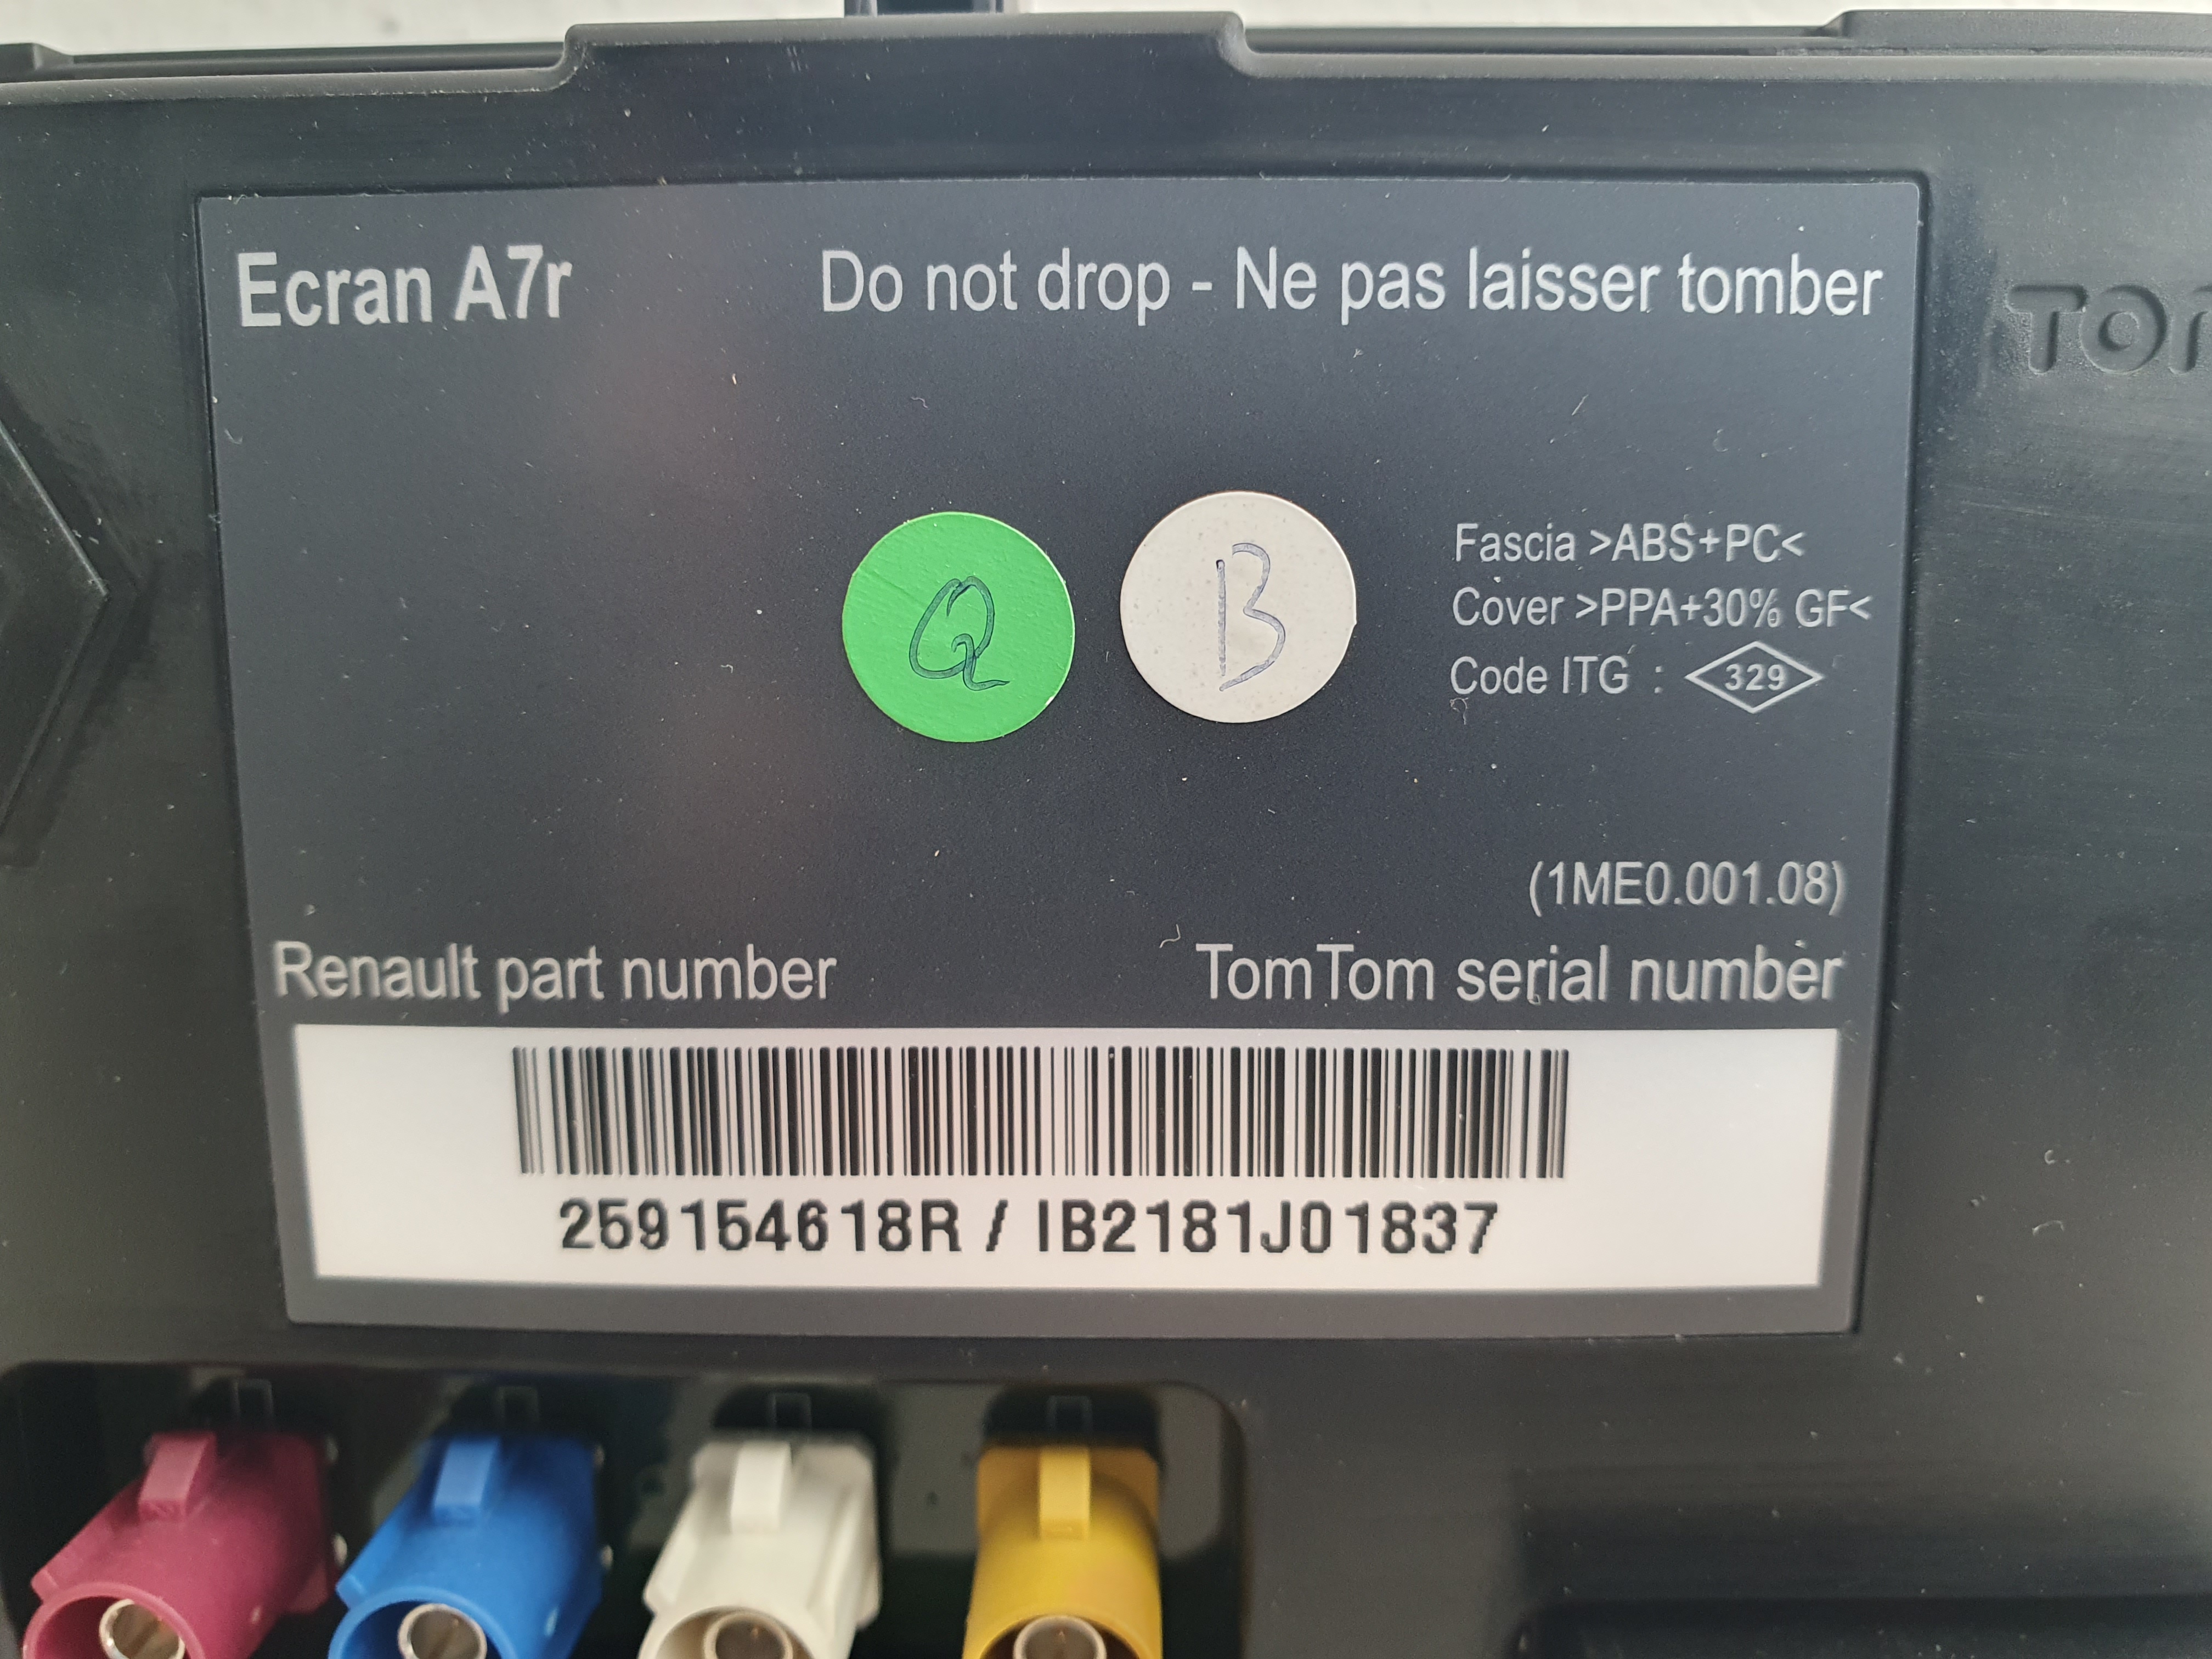 Ecran A7r
Do not drop - Ne pas laisser tomber
Q
B
Fascia >ABS+PC<
Cover >PPA+30% GF<
Code ITG : 329
(1ME0.001.08)
Renault part number
TomTom serial number
259154618R / IB2181J01837